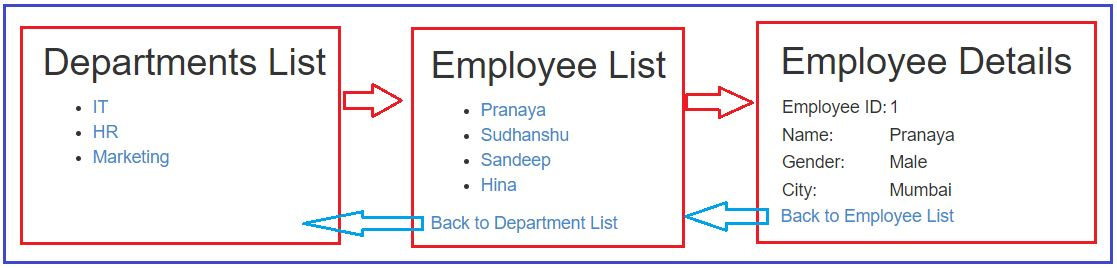 Departments List
IT
HR
Marketing
Employee List
Pranaya
Sudhanshu
Sandeep
Hina
Back to Department List
Employee Details
Employee ID: 1
Name: Pranaya
Gender: Male
City: Mumbai
Back to Employee List